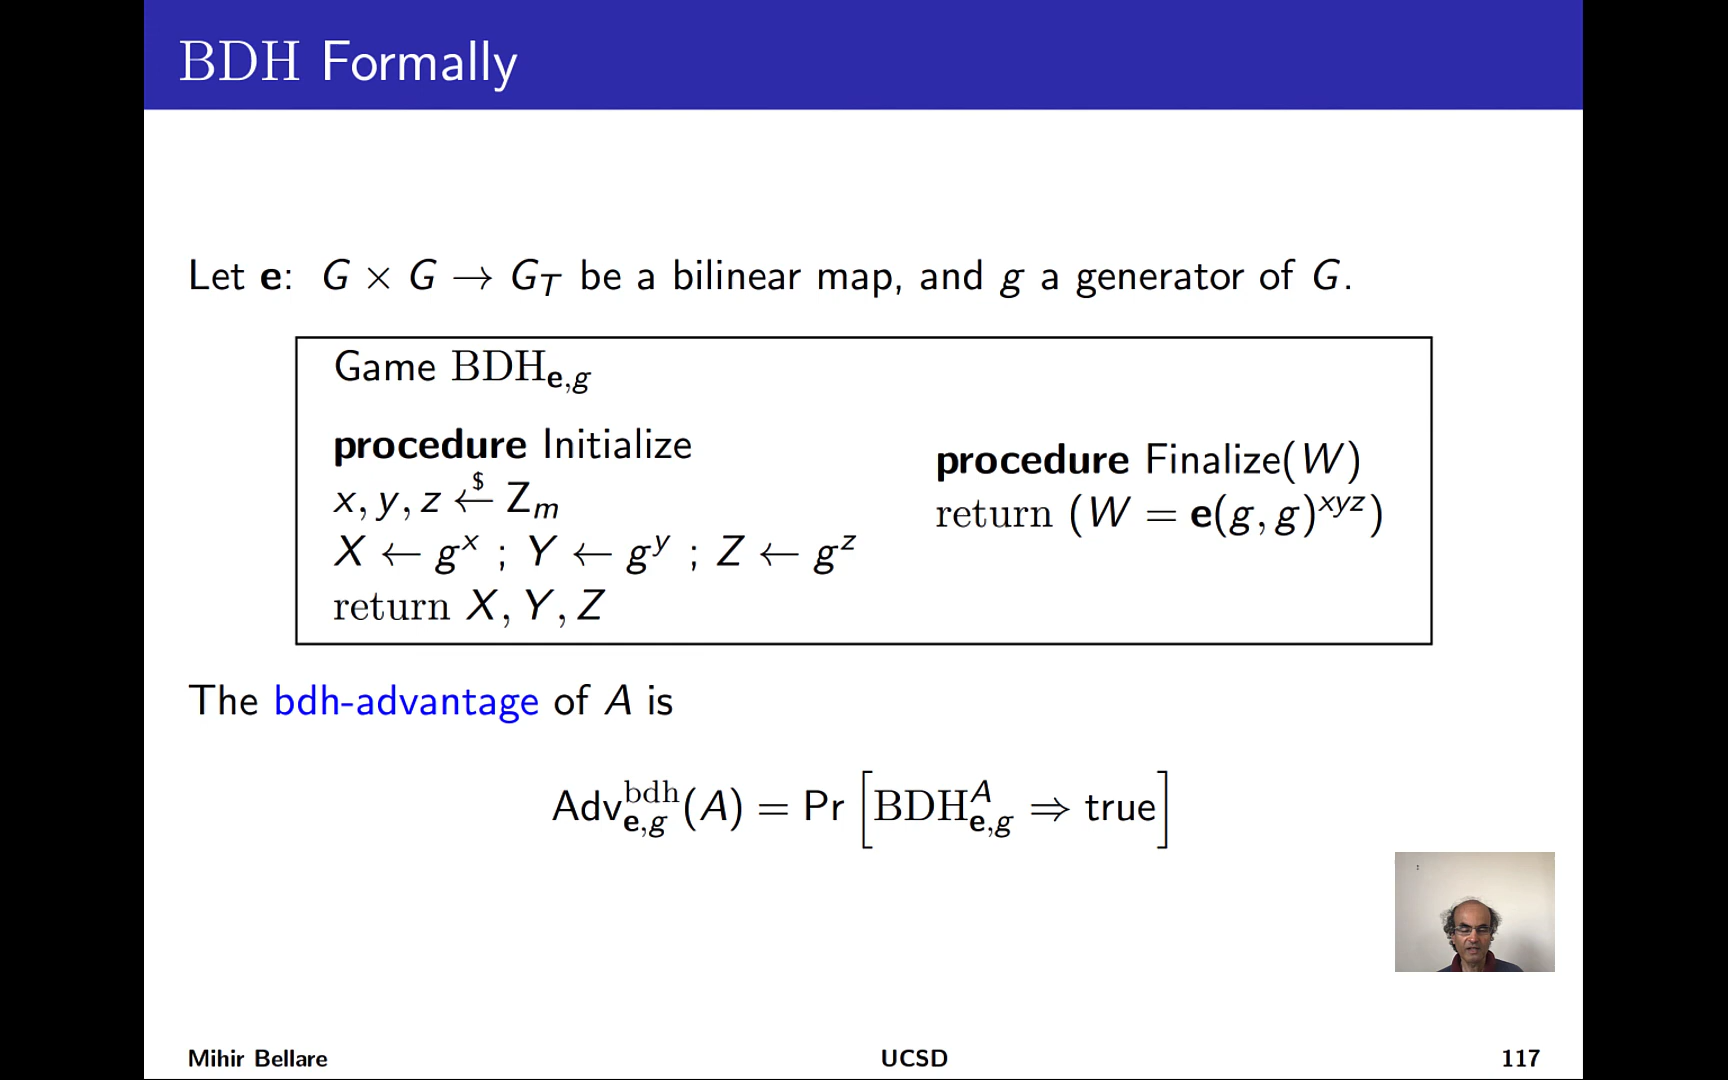 BDH Formally
Let e: G × G → G_T be a bilinear map, and g a generator of G.
Game BDH_{e,g}
procedure Initialize
x, y, z ←$ Z_m
X ← g^x ; Y ← g^y ; Z ← g^z
return X, Y, Z
procedure Finalize(W)
return (W = e(g, g)^{xyz})
The bdh-advantage of A is
Adv^{bdh}_{e,g}(A) = Pr [BDH^A_{e,g} ⇒ true]
Mihir Bellare
UCSD
117